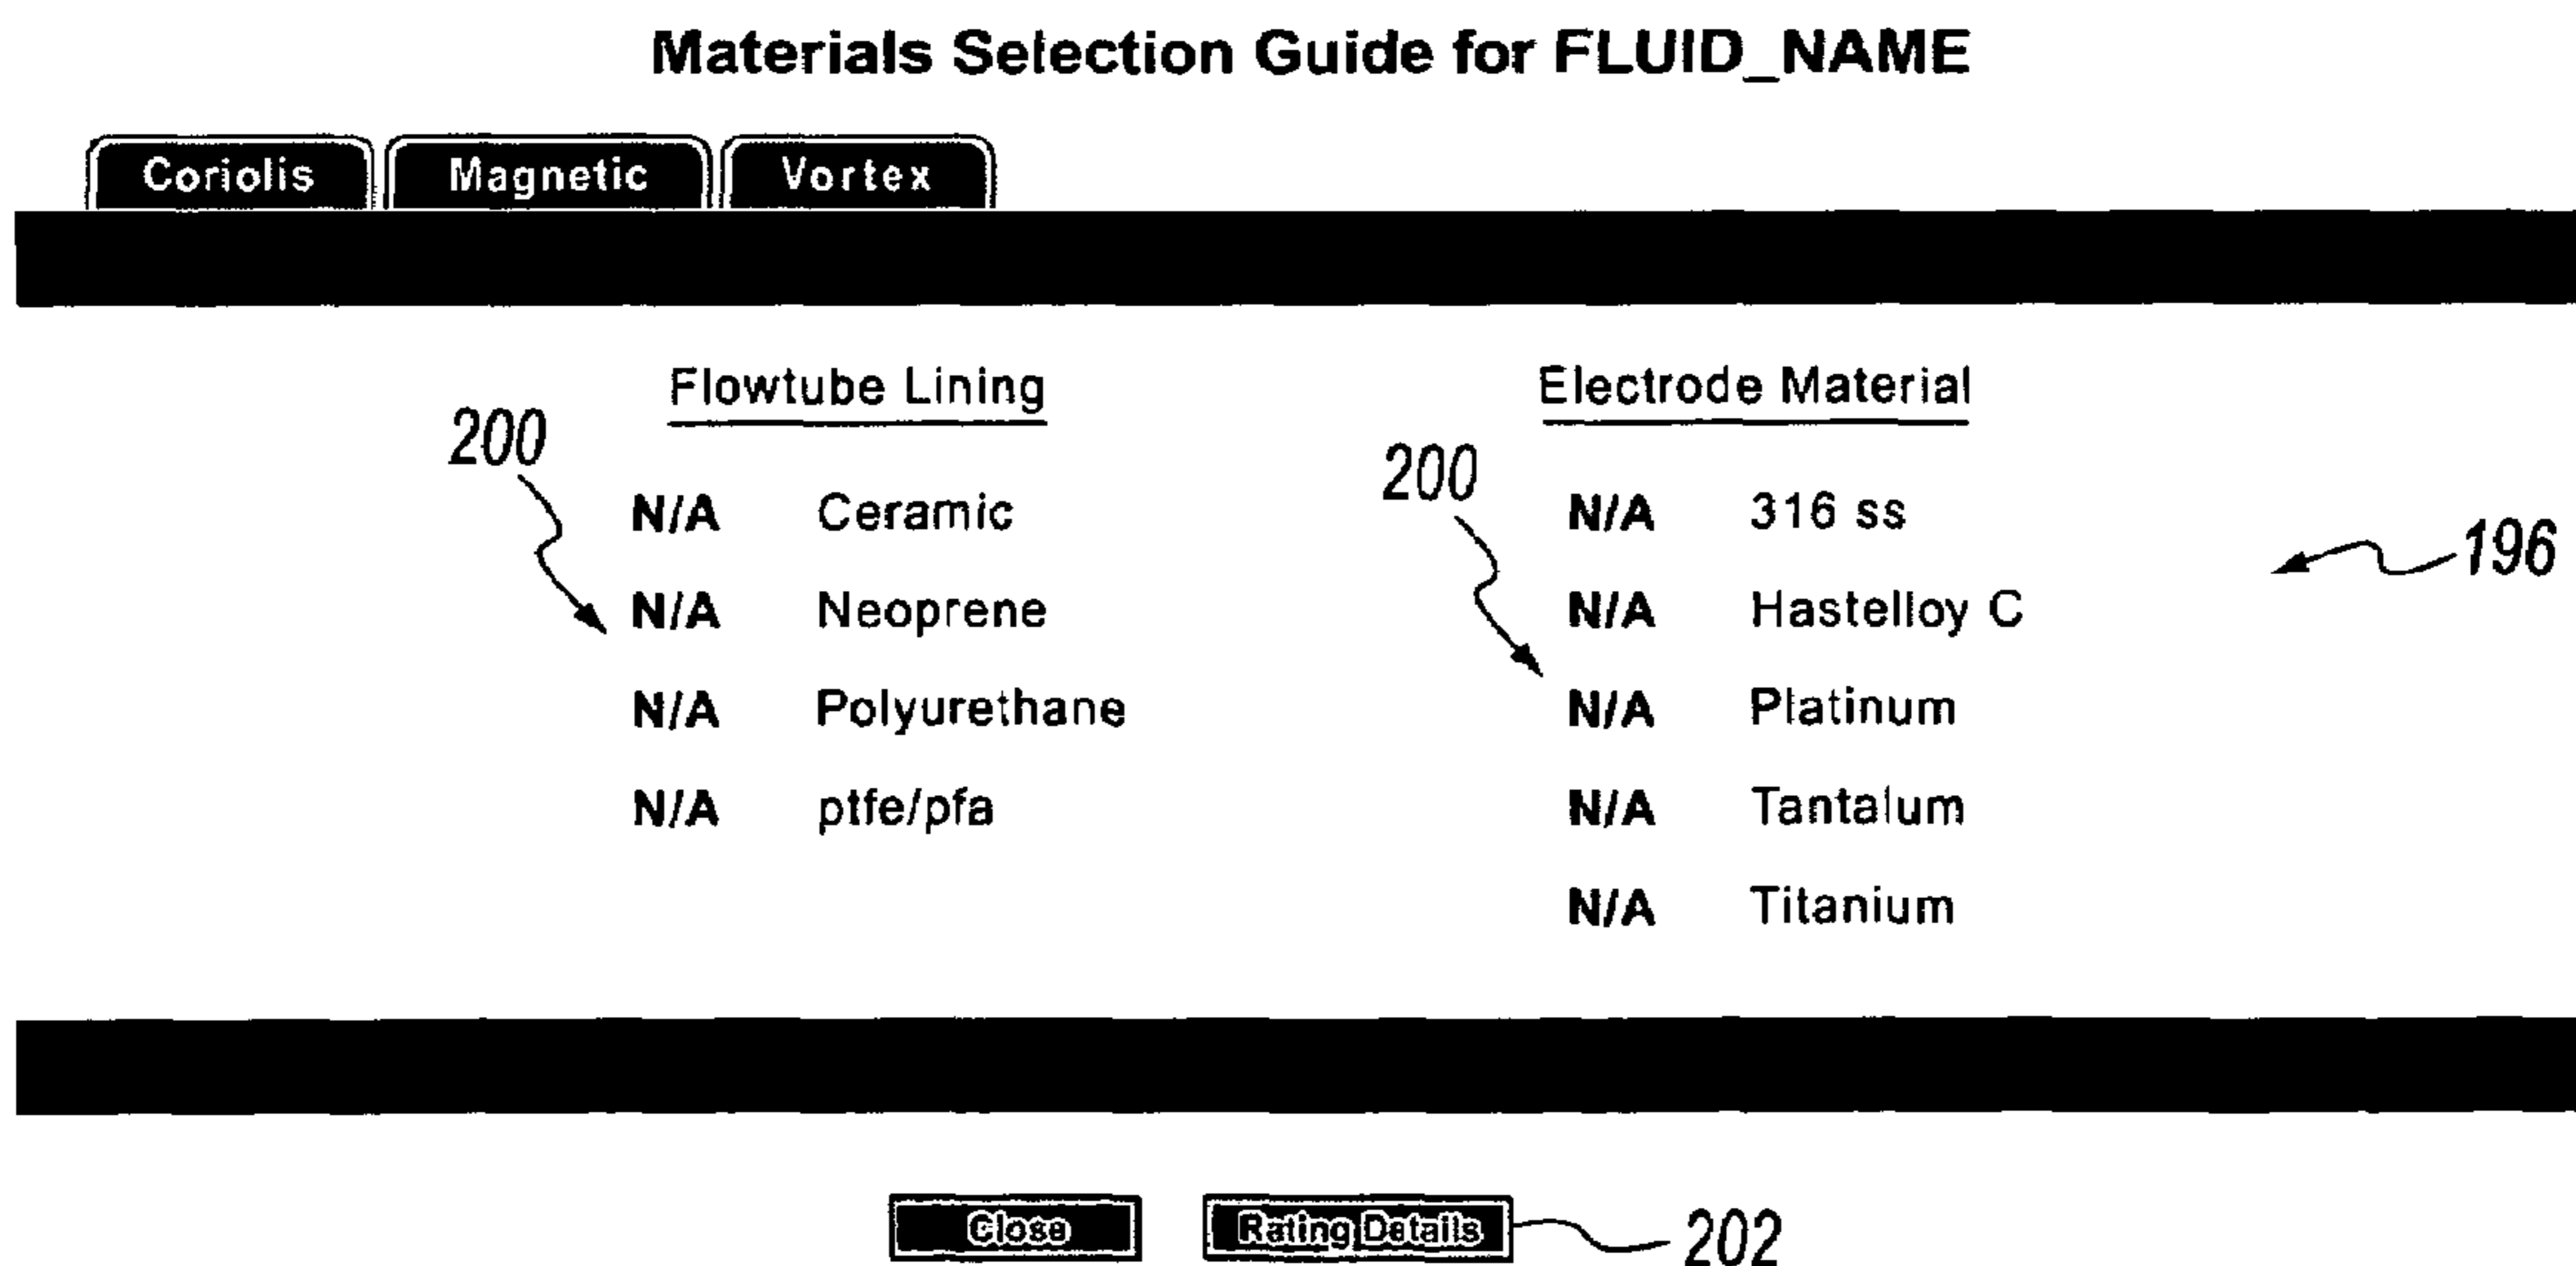 Materials Selection Guide for FLUID_NAME
Coriolis Magnetic Vortex
Flowtube Lining Electrode Material
200 200
N/A Ceramic N/A 316 ss
196
N/A Neoprene N/A Hastelloy C
N/A Polyurethane N/A Platinum
N/A ptfe/pfa N/A Tantalum
N/A Titanium
Close Rating Details 202